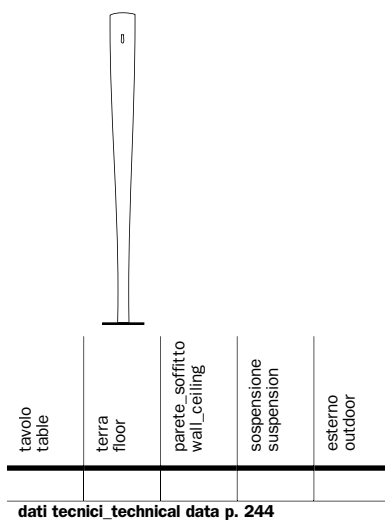 tavolo
table
terra
floor
parete_soffitto
wall_ceiling
sospensione
suspension
esterno
outdoor
dati tecnici_technical data p. 244